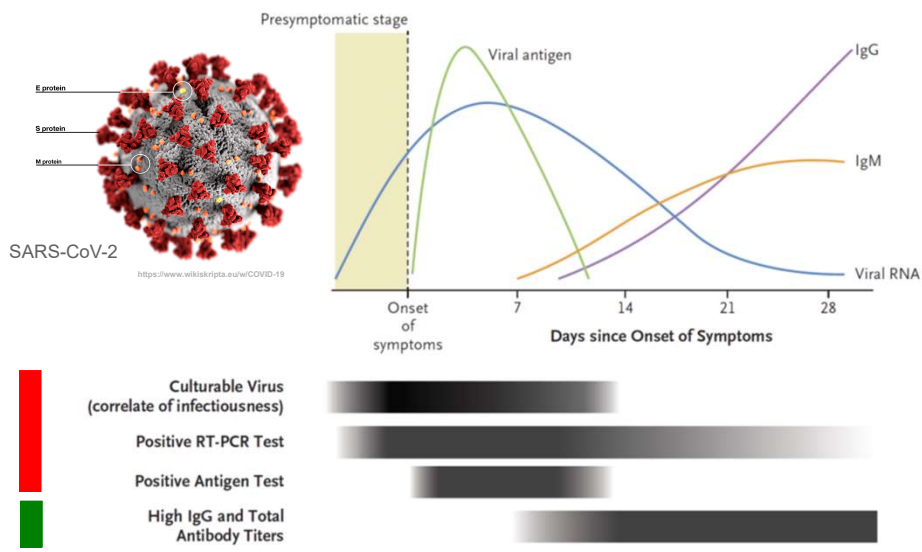 Presymptomatic stage
Viral antigen
IgG
IgM
Viral RNA
E protein
S protein
M protein
SARS-CoV-2
https://www.wikiskripta.eu/w/COVID-19
Onset
of
symptoms
7
14
21
28
Days since Onset of Symptoms
Culturable Virus
(correlate of infectiousness)
Positive RT-PCR Test
Positive Antigen Test
High IgG and Total
Antibody Titers